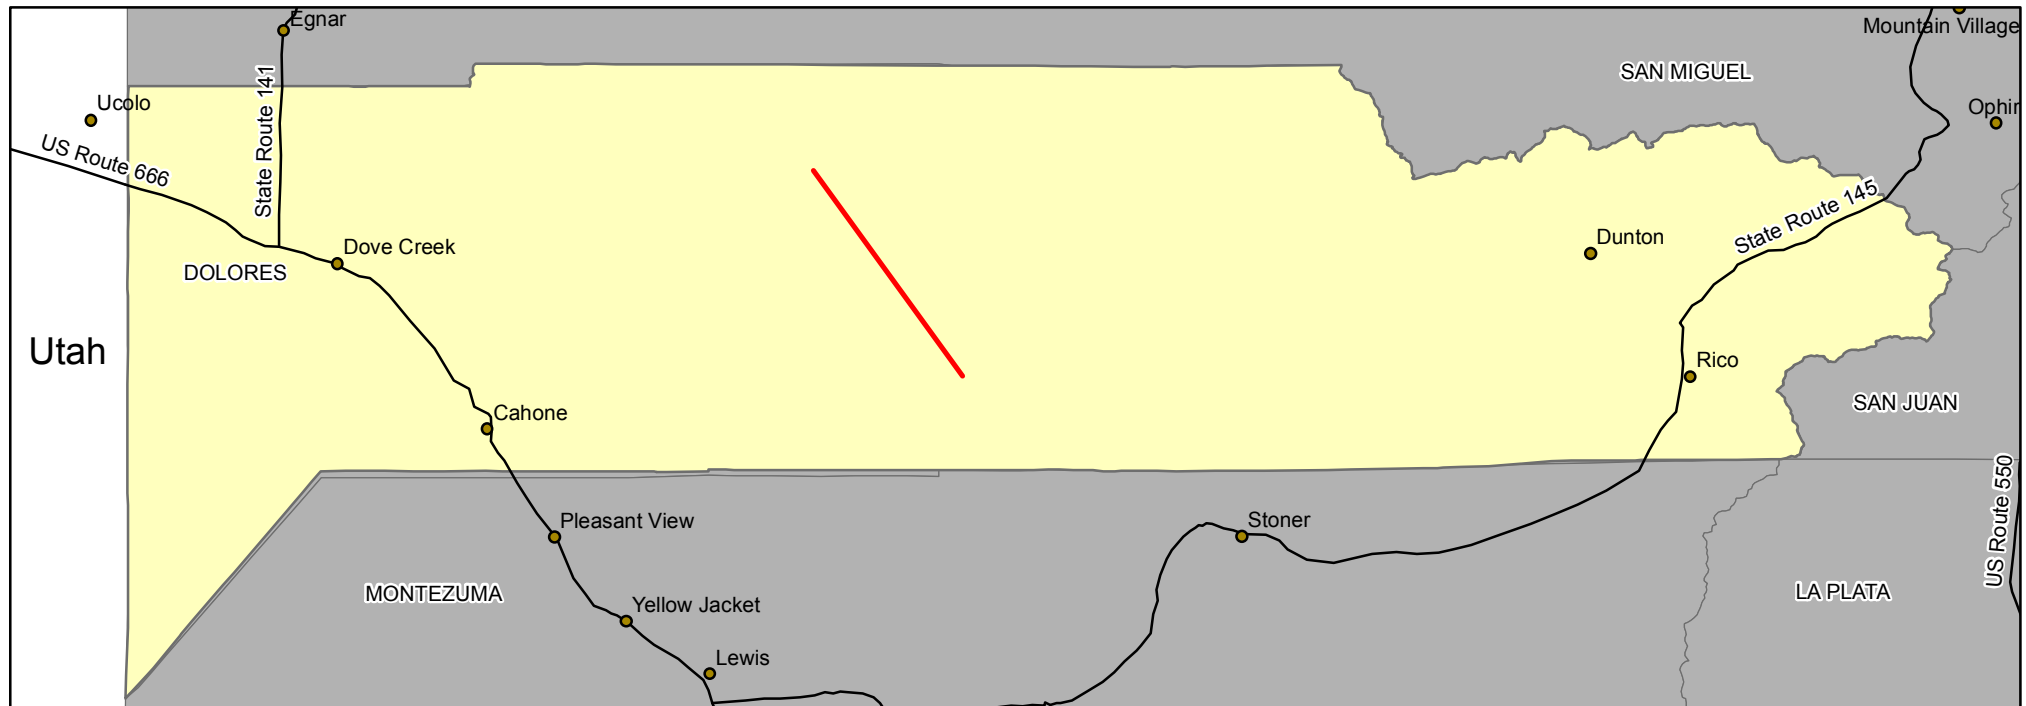 Egnar
Mountain Village
SAN MIGUEL
Ucolo
Ophir
State Route 141
US Route 666
State Route 145
Dunton
Dove Creek
DOLORES
Utah
Rico
Cahone
SAN JUAN
US Route 550
Pleasant View
Stoner
MONTEZUMA
LA PLATA
Yellow Jacket
Lewis